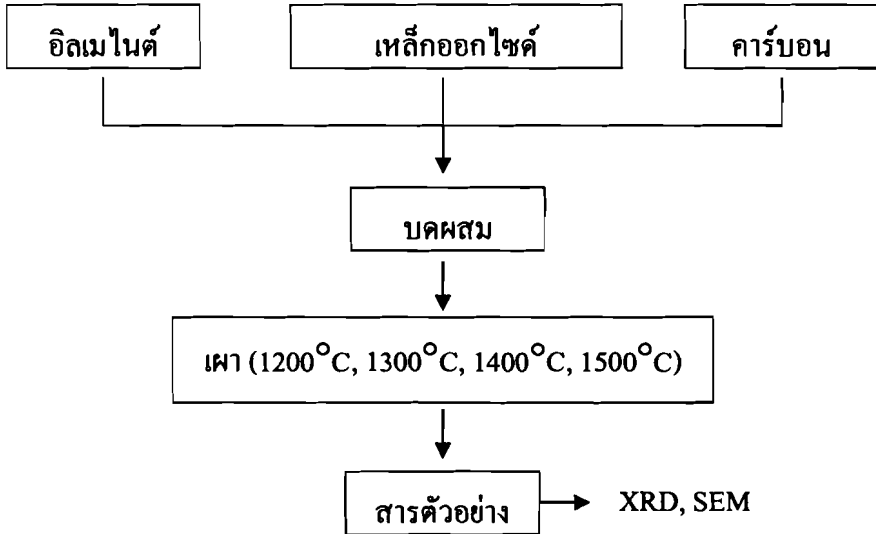 อิลเมไนต์ เหล็กออกไซด์ คาร์บอน
บดผสม
เผา (1200°C, 1300°C, 1400°C, 1500°C)
สารตัวอย่าง XRD, SEM